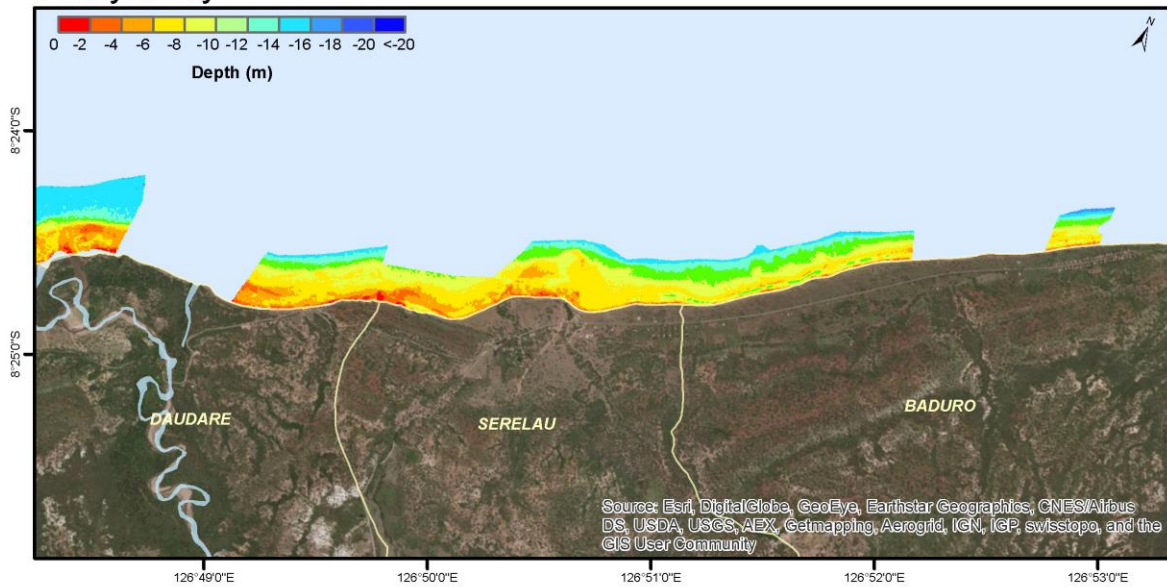 0 -2 -4 -6 -8 -10 -12 -14 -16 -18 -20 <-20
Depth (m)
N
8°24'0"S
8°25'0"S
DAUDARE
SERELAU
BADURO
Source: Esri, DigitalGlobe, GeoEye, Earthstar Geographics, CNES/Airbus
DS, USDA, USGS, AEX, Getmapping, Aerogrid, IGN, IGP, swisstopo, and the
GIS User Community
126°49'0"E 126°50'0"E 126°51'0"E 126°52'0"E 126°53'0"E